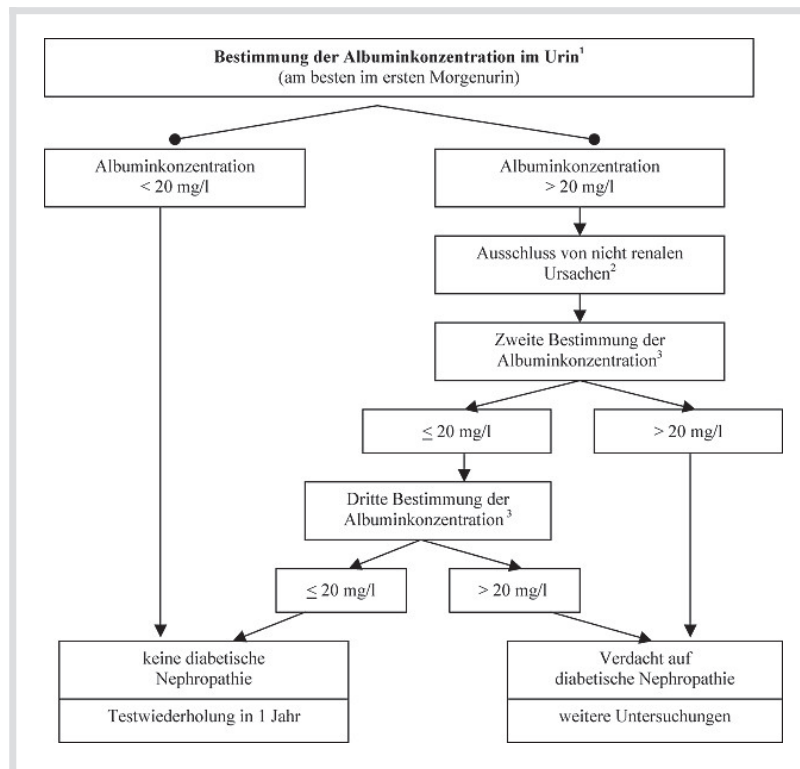 Bestimmung der Albuminkonzentration im Urin¹
(am besten im ersten Morgenurin)
Albuminkonzentration
< 20 mg/l
Albuminkonzentration
> 20 mg/l
Ausschluss von nicht renalen
Ursachen²
Zweite Bestimmung der
Albuminkonzentration³
≤ 20 mg/l
> 20 mg/l
Dritte Bestimmung der
Albuminkonzentration³
≤ 20 mg/l
> 20 mg/l
keine diabetische
Nephropathie
Testwiederholung in 1 Jahr
Verdacht auf
diabetische Nephropathie
weitere Untersuchungen